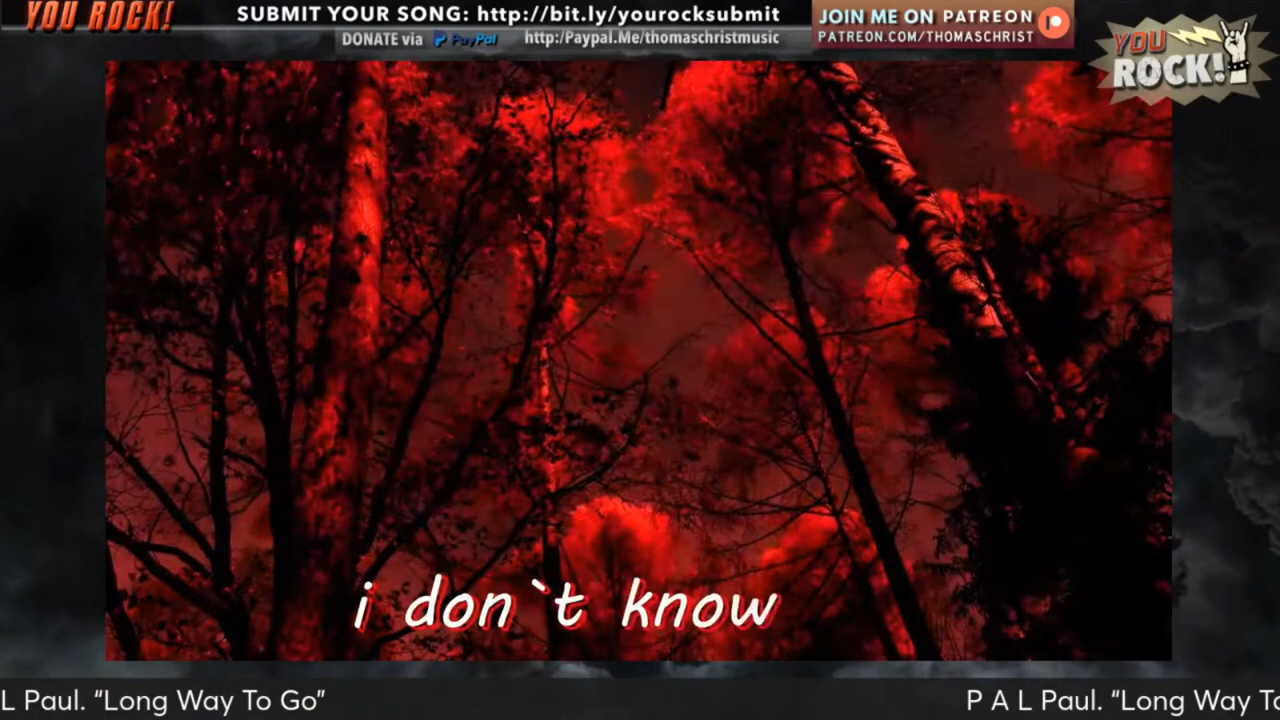 YOU ROCK!
SUBMIT YOUR SONG: http://bit.ly/yourocksubmit
DONATE via PayPal http:/Paypal.Me/thomaschristmusic
JOIN ME ON PATREON
PATREON.COM/THOMASCHRIST
YOU
ROCK!
i don`t know
L Paul. “Long Way To Go”
P A L Paul. “Long Way To